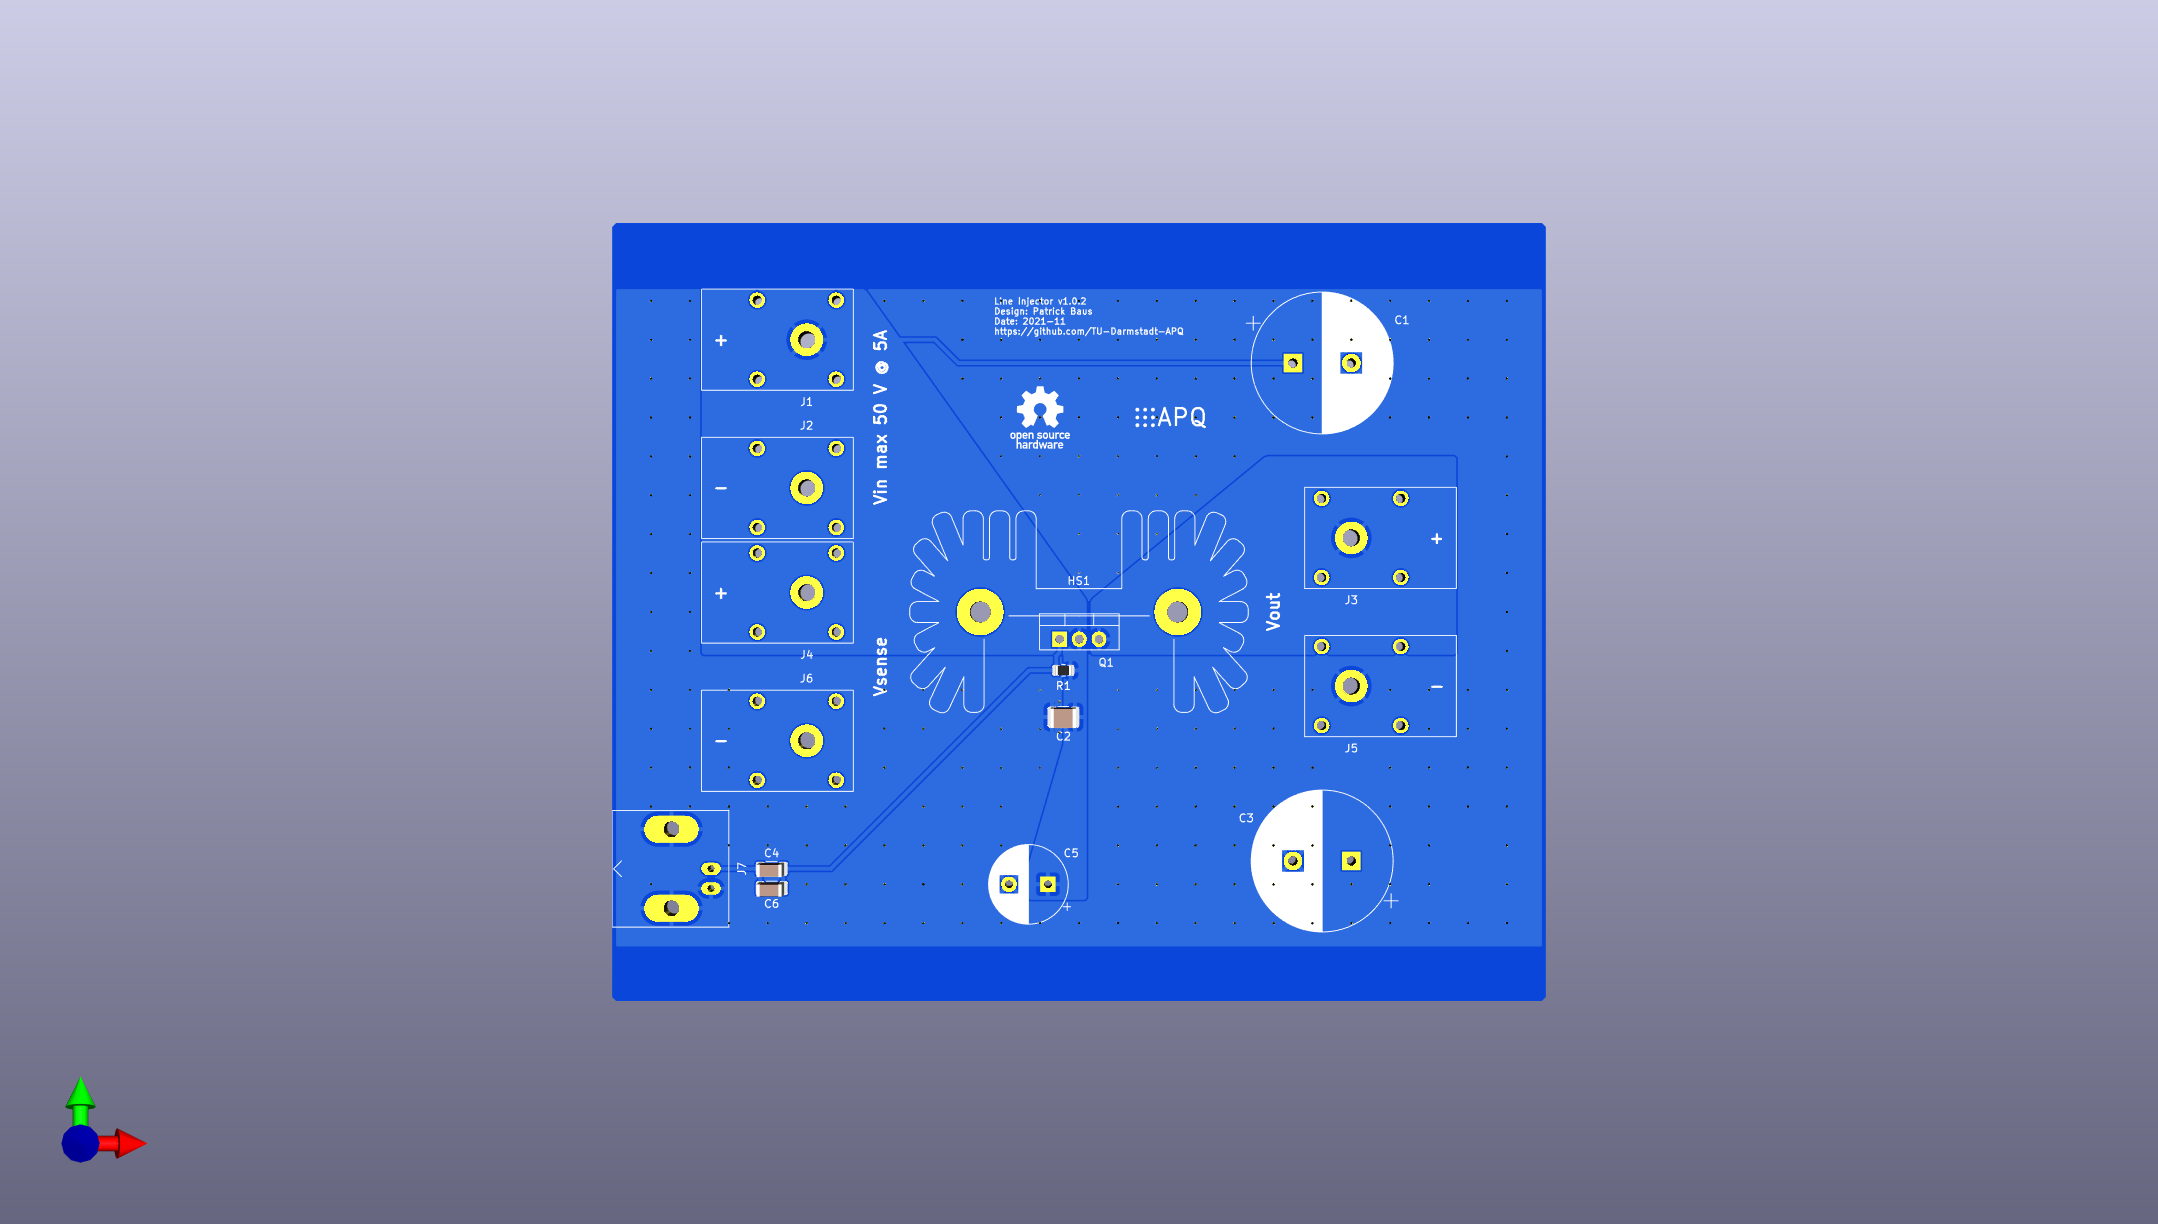 Line Injector v1.0.2
Design: Patrick Baus
Date: 2021-11
https://github.com/TU-Darmstadt-APQ
C1
+
J1
J2
Vin max 50 V @ 5A
open source
hardware
APQ
−
+
HS1
+
J3
Vout
J4
J6
Vsense
Q1
R1
C2
−
−
J5
C3
C4
J7
C6
C5